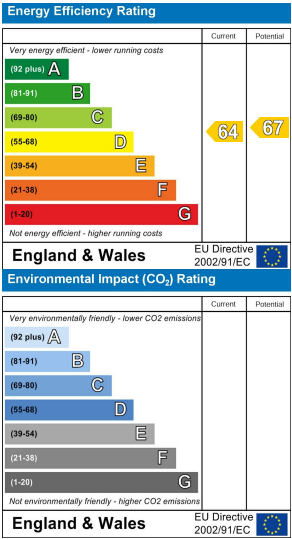 Energy Efficiency Rating
Current Potential
Very energy efficient - lower running costs
(92 plus) A
(81-91) B
(69-80) C
(55-68) D
(39-54) E
(21-38) F
(1-20) G
64 67
Not energy efficient - higher running costs
England & Wales
EU Directive
2002/91/EC
Environmental Impact (CO₂) Rating
Current Potential
Very environmentally friendly - lower CO2 emissions
(92 plus) A
(81-91) B
(69-80) C
(55-68) D
(39-54) E
(21-38) F
(1-20) G
Not environmentally friendly - higher CO2 emissions
England & Wales
EU Directive
2002/91/EC